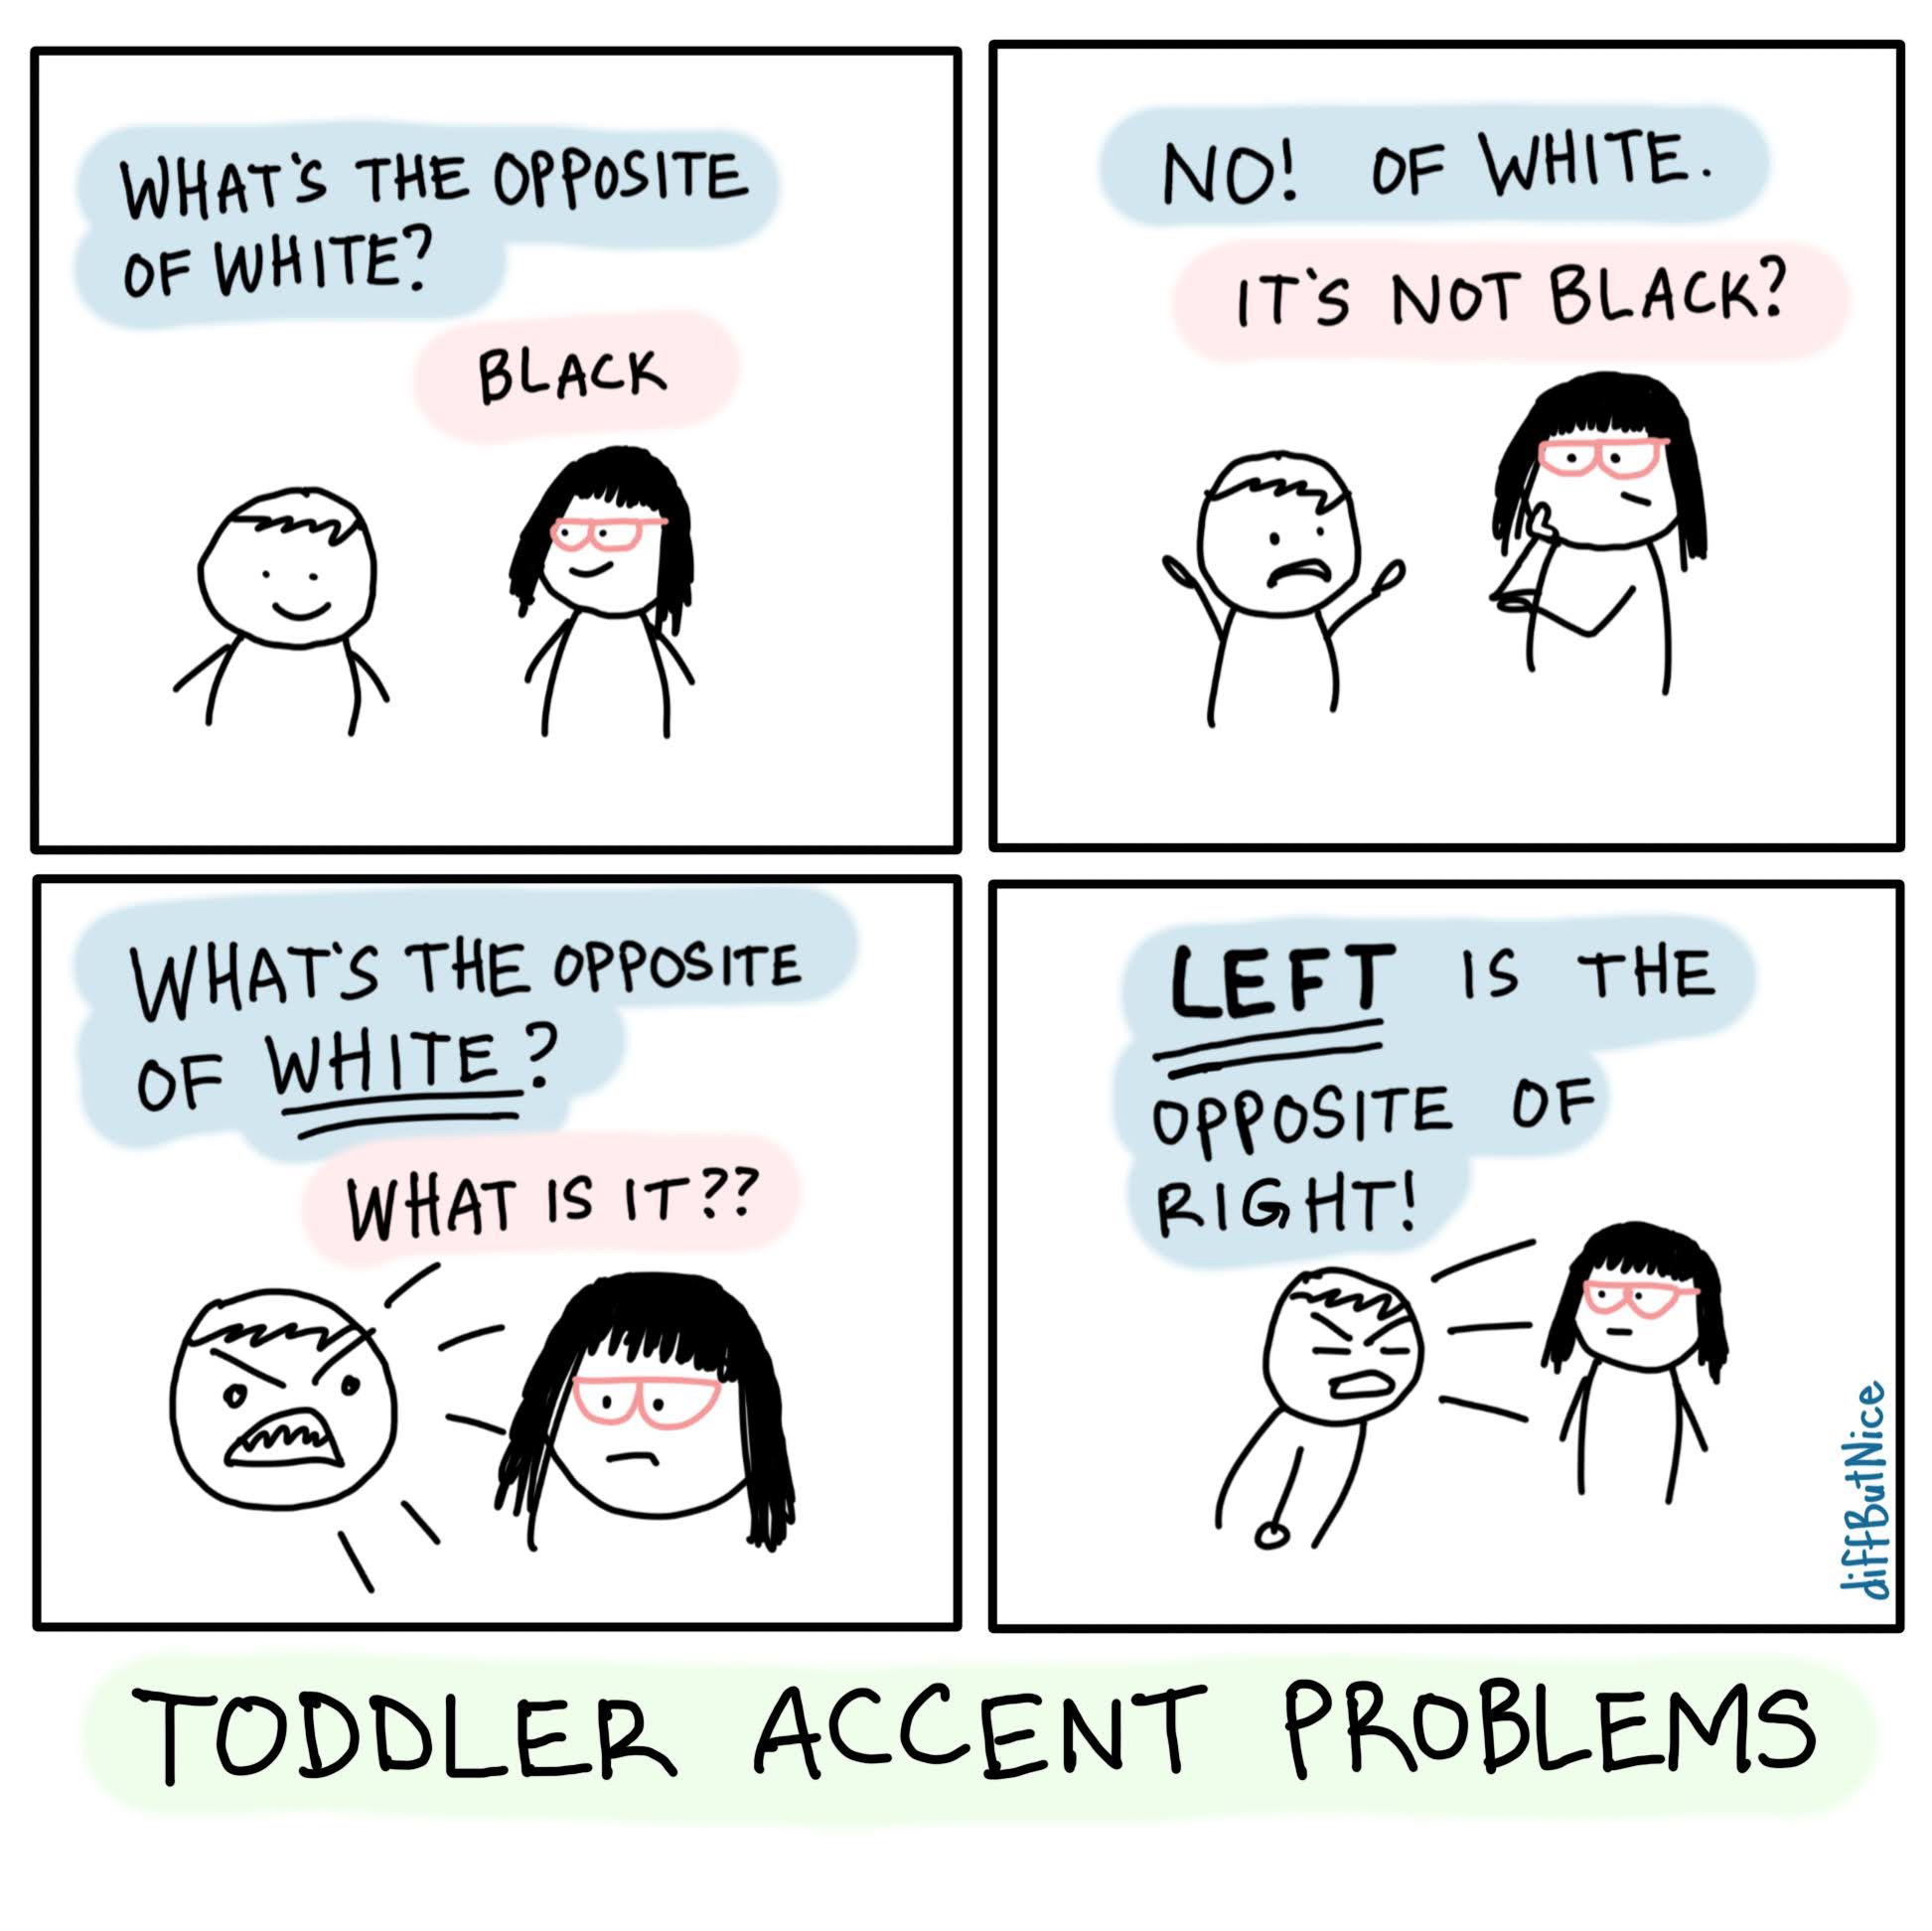 WHAT'S THE OPPOSITE
OF WHITE?
BLACK
NO! OF WHITE.
IT'S NOT BLACK?
WHAT'S THE OPPOSITE
OF WHITE?
WHAT IS IT??
LEFT IS THE
OPPOSITE OF
RIGHT!
diffButNice
TODDLER ACCENT PROBLEMS